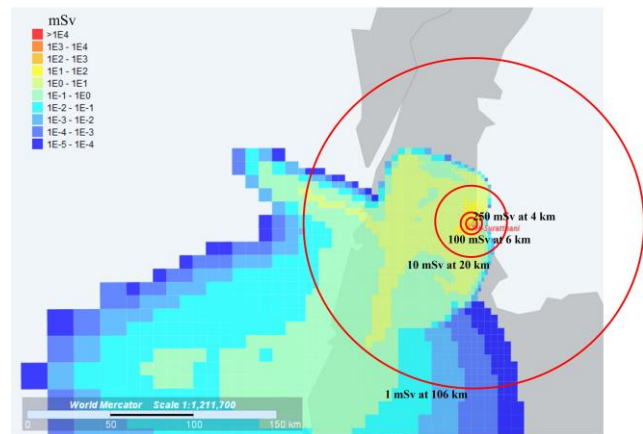 mSv
>1E4
1E3 - 1E4
1E2 - 1E3
1E1 - 1E2
1E0 - 1E1
1E-1 - 1E0
1E-2 - 1E-1
1E-3 - 1E-2
1E-4 - 1E-3
1E-5 - 1E-4
250 mSv at 4 km
100 mSv at 6 km
10 mSv at 20 km
1 mSv at 106 km
World Mercator Scale 1:1,211,700
0 50 100 150 km